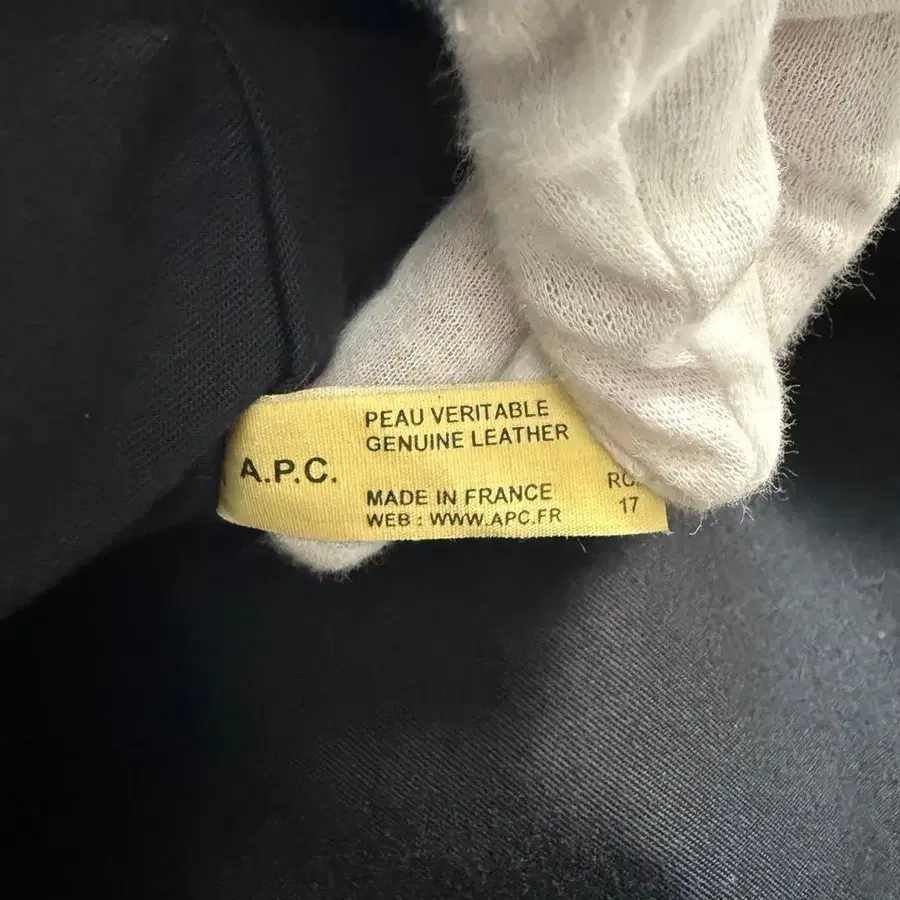 A.P.C.
PEAU VERITABLE
GENUINE LEATHER
MADE IN FRANCE
WEB : WWW.APC.FR
17